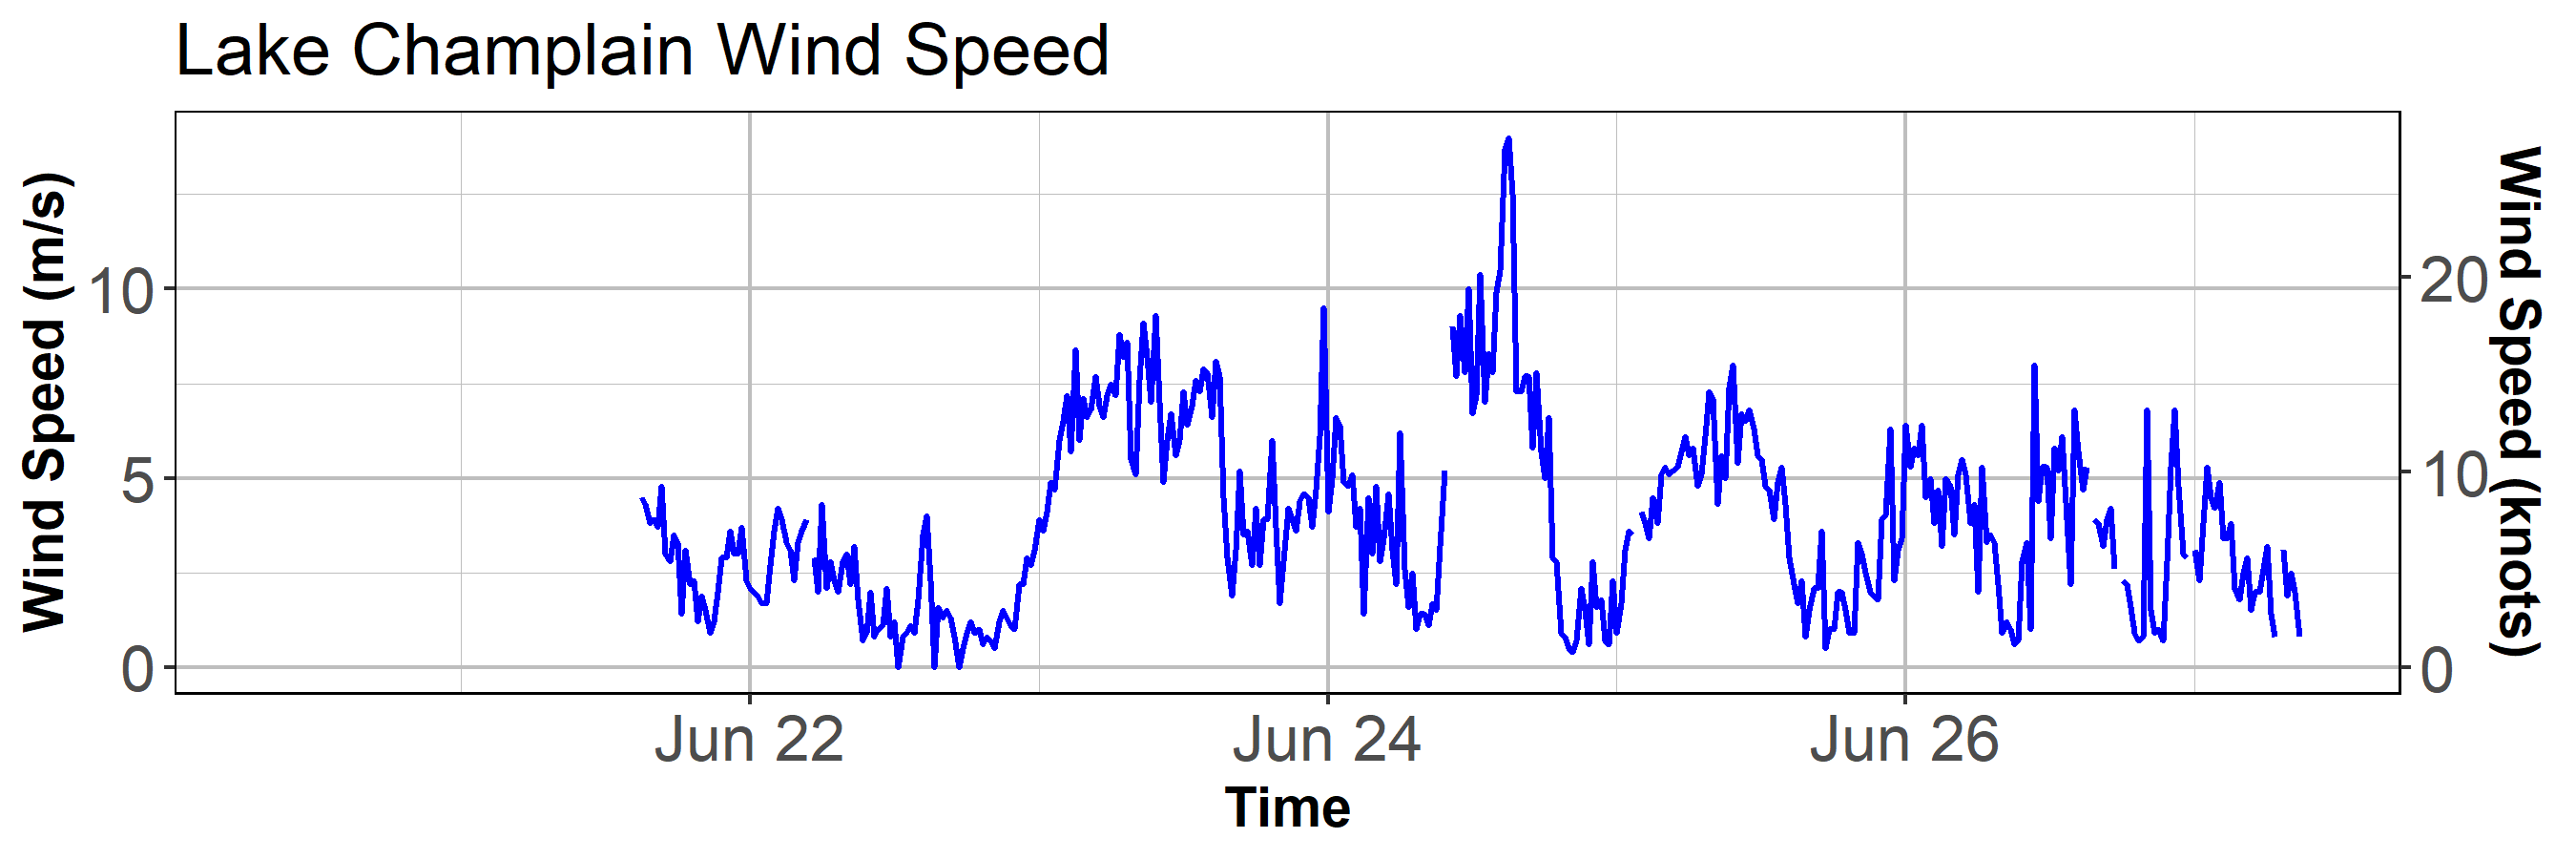 Lake Champlain Wind Speed
Wind Speed (m/s)
10
5
0
20
10
0
Wind Speed (knots)
Jun 22
Jun 24
Jun 26
Time